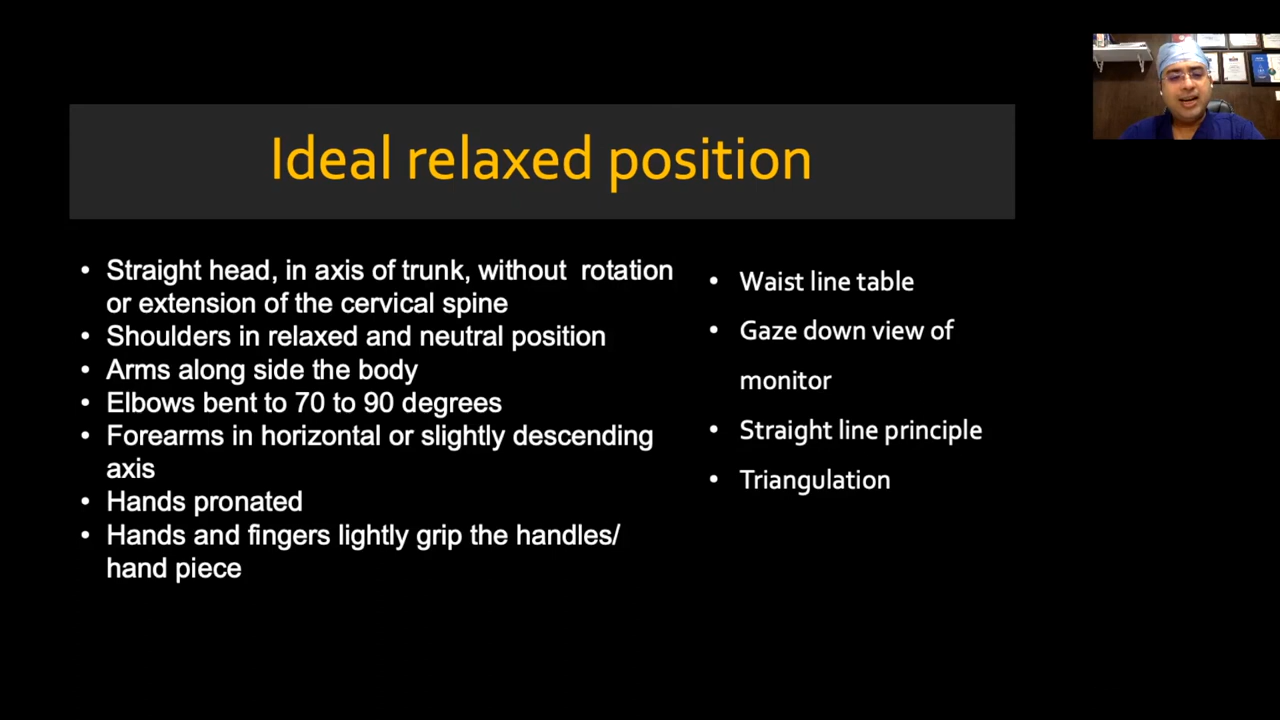 Ideal relaxed position
• Straight head, in axis of trunk, without rotation
or extension of the cervical spine
• Shoulders in relaxed and neutral position
• Arms along side the body
• Elbows bent to 70 to 90 degrees
• Forearms in horizontal or slightly descending
axis
• Hands pronated
• Hands and fingers lightly grip the handles/
hand piece
• Waist line table
• Gaze down view of
monitor
• Straight line principle
• Triangulation